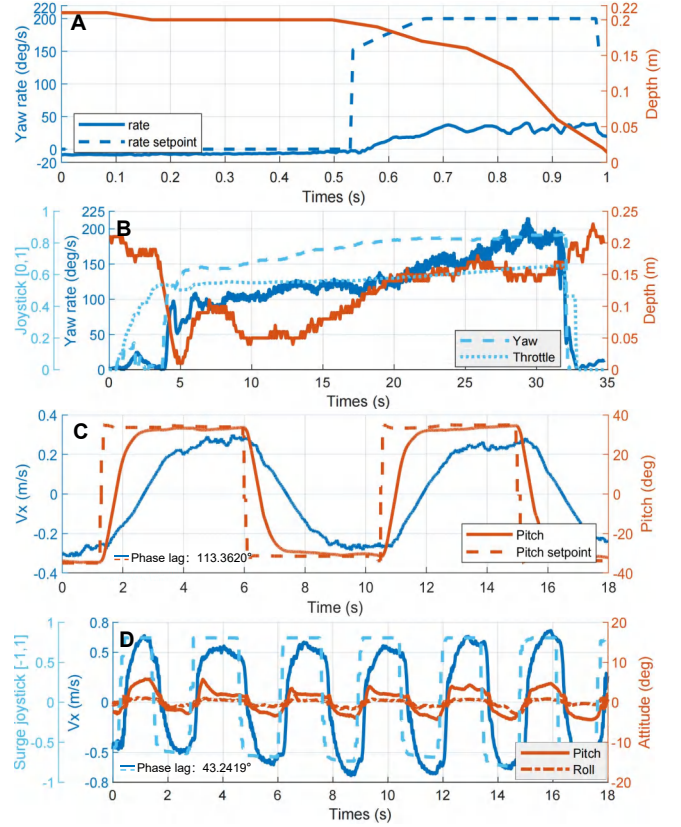 A
Yaw rate (deg/s)
220
200
150
100
50
0
-20
rate
rate setpoint
0.22
0.2
0.15
0.1
0.05
0
Depth (m)
0 0.1 0.2 0.3 0.4 0.5 0.6 0.7 0.8 0.9 1
Times (s)
B
Joystick [0,1]
1
0.8
0.6
0.4
0.2
0
Yaw rate (deg/s)
225
200
150
100
50
0
Yaw
Throttle
0.25
0.2
0.15
0.1
0.05
0
Depth (m)
0 5 10 15 20 25 30 35
Times (s)
C
Vx (m/s)
0.4
0.2
0
-0.2
-0.4
Phase lag: 113.3620°
Pitch
Pitch setpoint
40
20
0
-20
-40
Pitch (deg)
0 2 4 6 8 10 12 14 16 18
Time (s)
D
Surge joystick [-1,1]
1
0.5
0
-0.5
-1
Vx (m/s)
0.8
0.5
0
-0.5
-0.8
Phase lag: 43.2419°
Pitch
Roll
20
10
0
-10
-20
Attitude (deg)
0 2 4 6 8 10 12 14 16 18
Times (s)